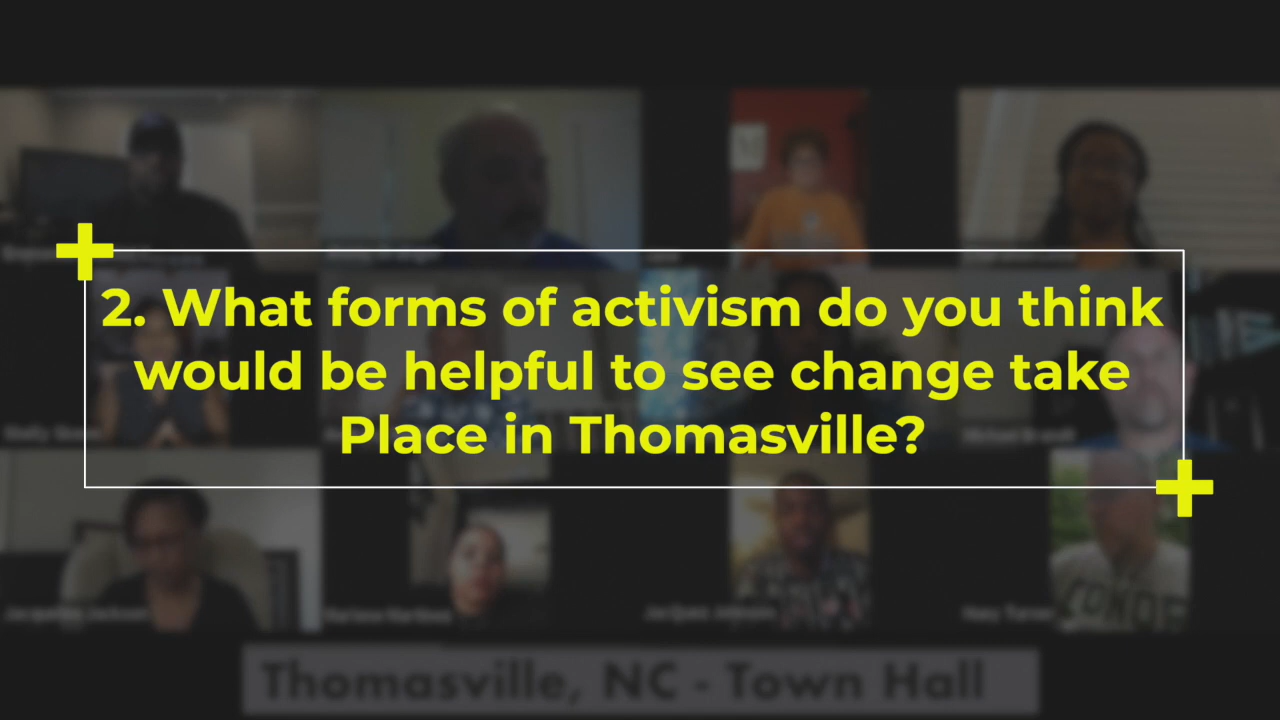 2. What forms of activism do you think
would be helpful to see change take
Place in Thomasville?
Thomasville, NC - Town Hall